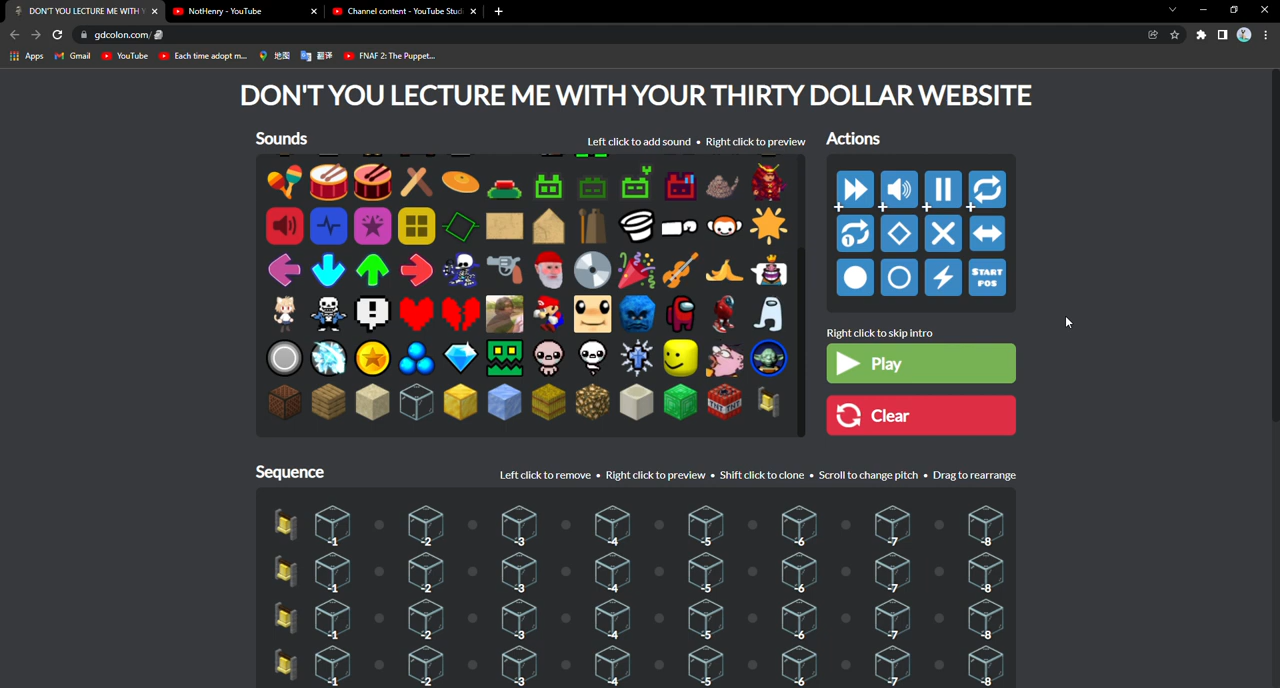 DON'T YOU LECTURE ME WITH Y
NotHenry - YouTube
Channel content - YouTube Studi
gdcolon.com/🗿
Apps
Gmail
YouTube
Each time adopt m...
地图
翻译
FNAF 2: The Puppet...
DON'T YOU LECTURE ME WITH YOUR THIRTY DOLLAR WEBSITE
Sounds
Left click to add sound • Right click to preview
Actions
1
START
POS
TNT TNT
Right click to skip intro
Play
Clear
Sequence
Left click to remove • Right click to preview • Shift click to clone • Scroll to change pitch • Drag to rearrange
-1 -2 -3 -4 -5 -6 -7 -8
-1 -2 -3 -4 -5 -6 -7 -8
-1 -2 -3 -4 -5 -6 -7 -8
-1 -2 -3 -4 -5 -6 -7 -8